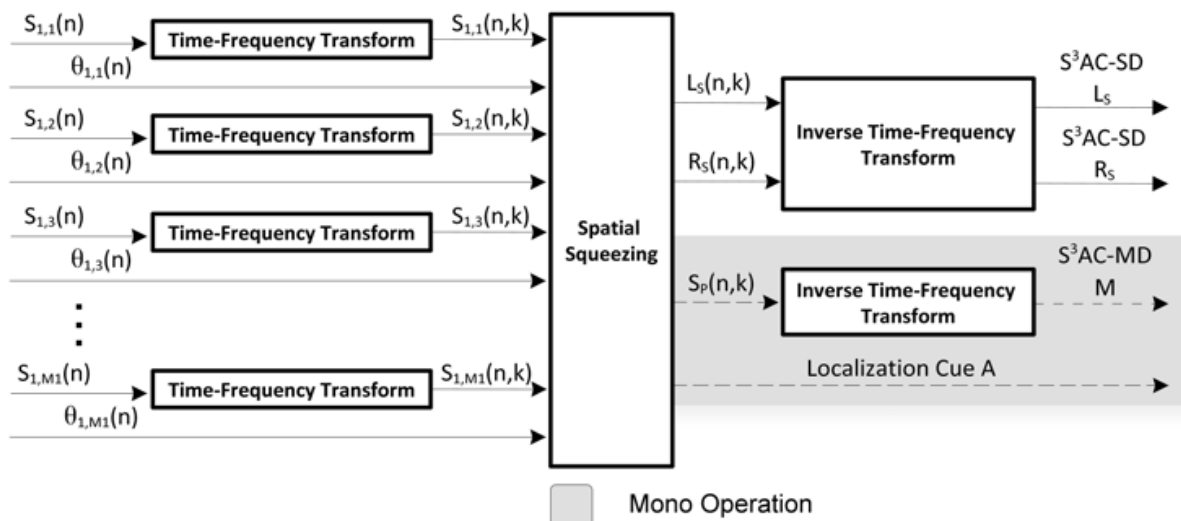 S1,1(n)
Time-Frequency Transform
S1,1(n,k)
θ1,1(n)
S1,2(n)
Time-Frequency Transform
S1,2(n,k)
θ1,2(n)
S1,3(n)
Time-Frequency Transform
S1,3(n,k)
θ1,3(n)
S1,M1(n)
Time-Frequency Transform
S1,M1(n,k)
θ1,M1(n)
Spatial
Squeezing
LS(n,k)
RS(n,k)
Inverse Time-Frequency
Transform
S³AC-SD
LS
S³AC-SD
RS
SP(n,k)
Inverse Time-Frequency
Transform
S³AC-MD
M
Localization Cue A
Mono Operation